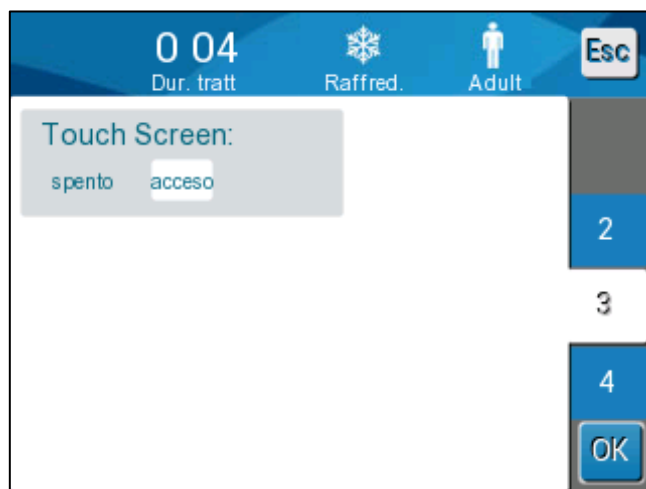 0 04
Dur. tratt
Raffred.
Adult
Esc
Touch Screen:
spento acceso
2
3
4
OK